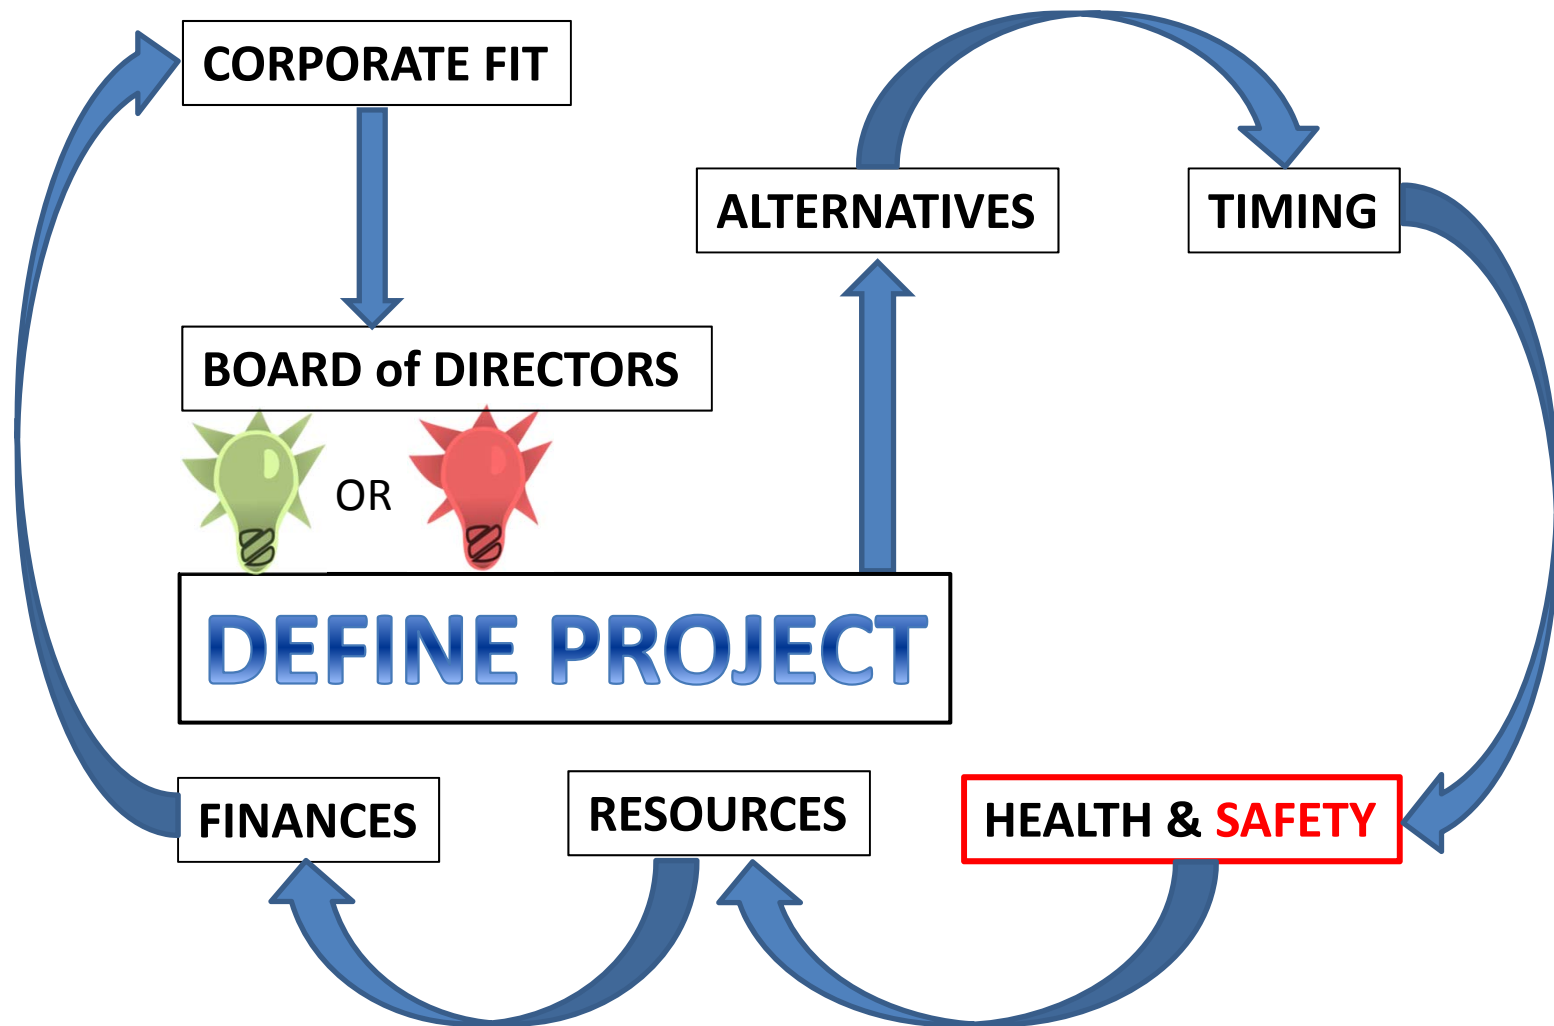 CORPORATE FIT
ALTERNATIVES
TIMING
BOARD of DIRECTORS
OR
DEFINE PROJECT
FINANCES
RESOURCES
HEALTH & SAFETY